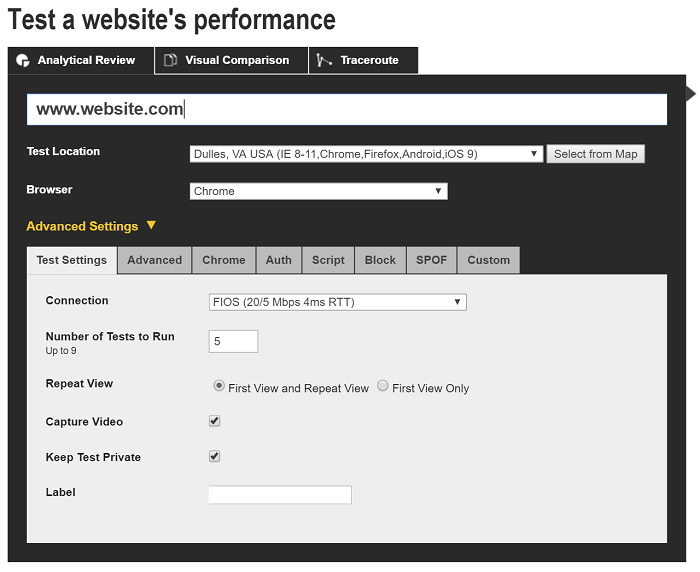 Test a website's performance
Analytical Review Visual Comparison Traceroute
www.website.com
Test Location Dulles, VA USA (IE 8-11,Chrome,Firefox,Android,iOS 9) Select from Map
Browser Chrome
Advanced Settings
Test Settings Advanced Chrome Auth Script Block SPOF Custom
Connection FIOS (20/5 Mbps 4ms RTT)
Number of Tests to Run 5
Up to 9
Repeat View First View and Repeat View First View Only
Capture Video
Keep Test Private
Label